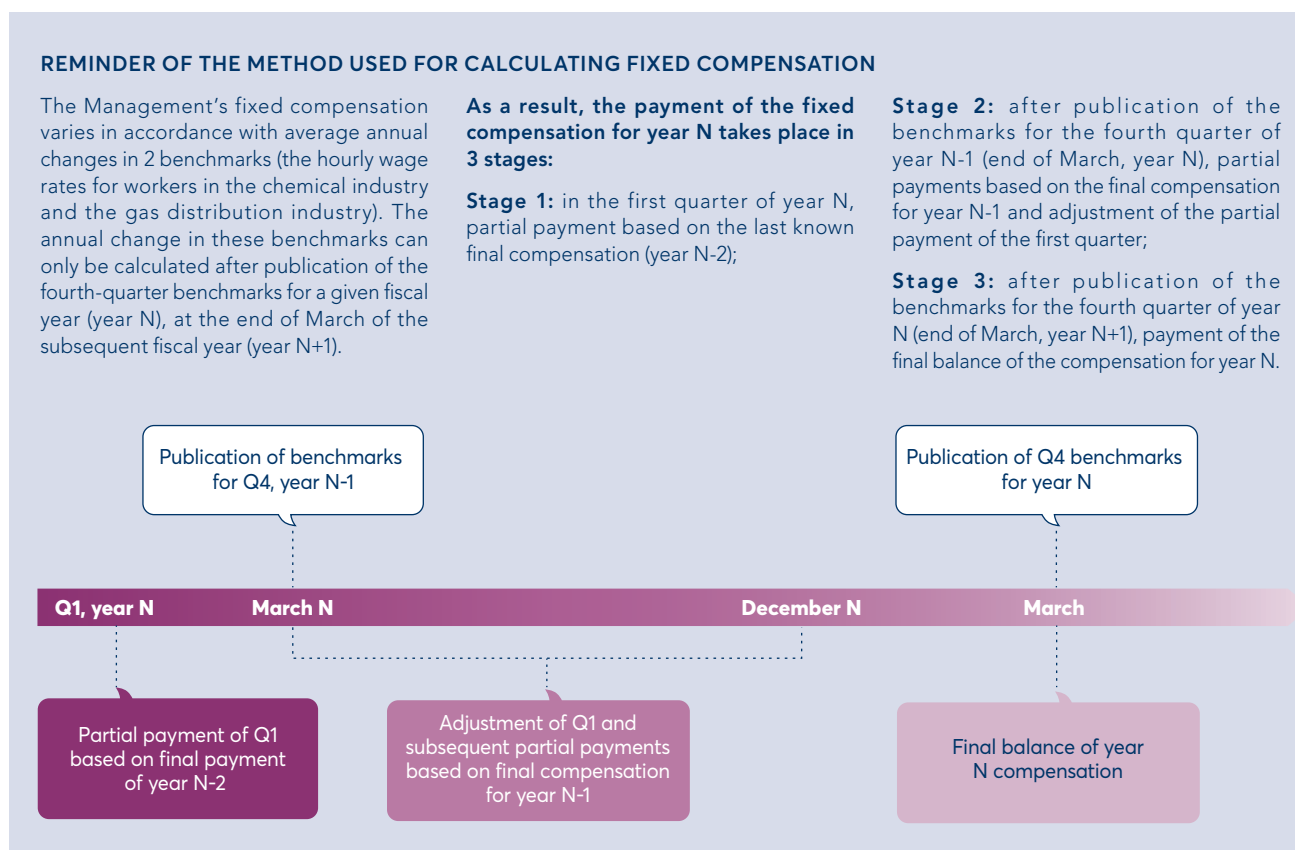 REMINDER OF THE METHOD USED FOR CALCULATING FIXED COMPENSATION
The Management's fixed compensation
varies in accordance with average annual
changes in 2 benchmarks (the hourly wage
rates for workers in the chemical industry
and the gas distribution industry). The
annual change in these benchmarks can
only be calculated after publication of the
fourth-quarter benchmarks for a given fiscal
year (year N), at the end of March of the
subsequent fiscal year (year N+1).
As a result, the payment of the fixed
compensation for year N takes place in
3 stages:
Stage 1: in the first quarter of year N,
partial payment based on the last known
final compensation (year N-2);
Stage 2: after publication of the
benchmarks for the fourth quarter of
year N-1 (end of March, year N), partial
payments based on the final compensation
for year N-1 and adjustment of the partial
payment of the first quarter;
Stage 3: after publication of the
benchmarks for the fourth quarter of year
N (end of March, year N+1), payment of the
final balance of the compensation for year N.
Publication of benchmarks
for Q4, year N-1
Publication of Q4 benchmarks
for year N
Q1, year N
March N
December N
March
Partial payment of Q1
based on final payment
of year N-2
Adjustment of Q1 and
subsequent partial payments
based on final compensation
for year N-1
Final balance of year
N compensation